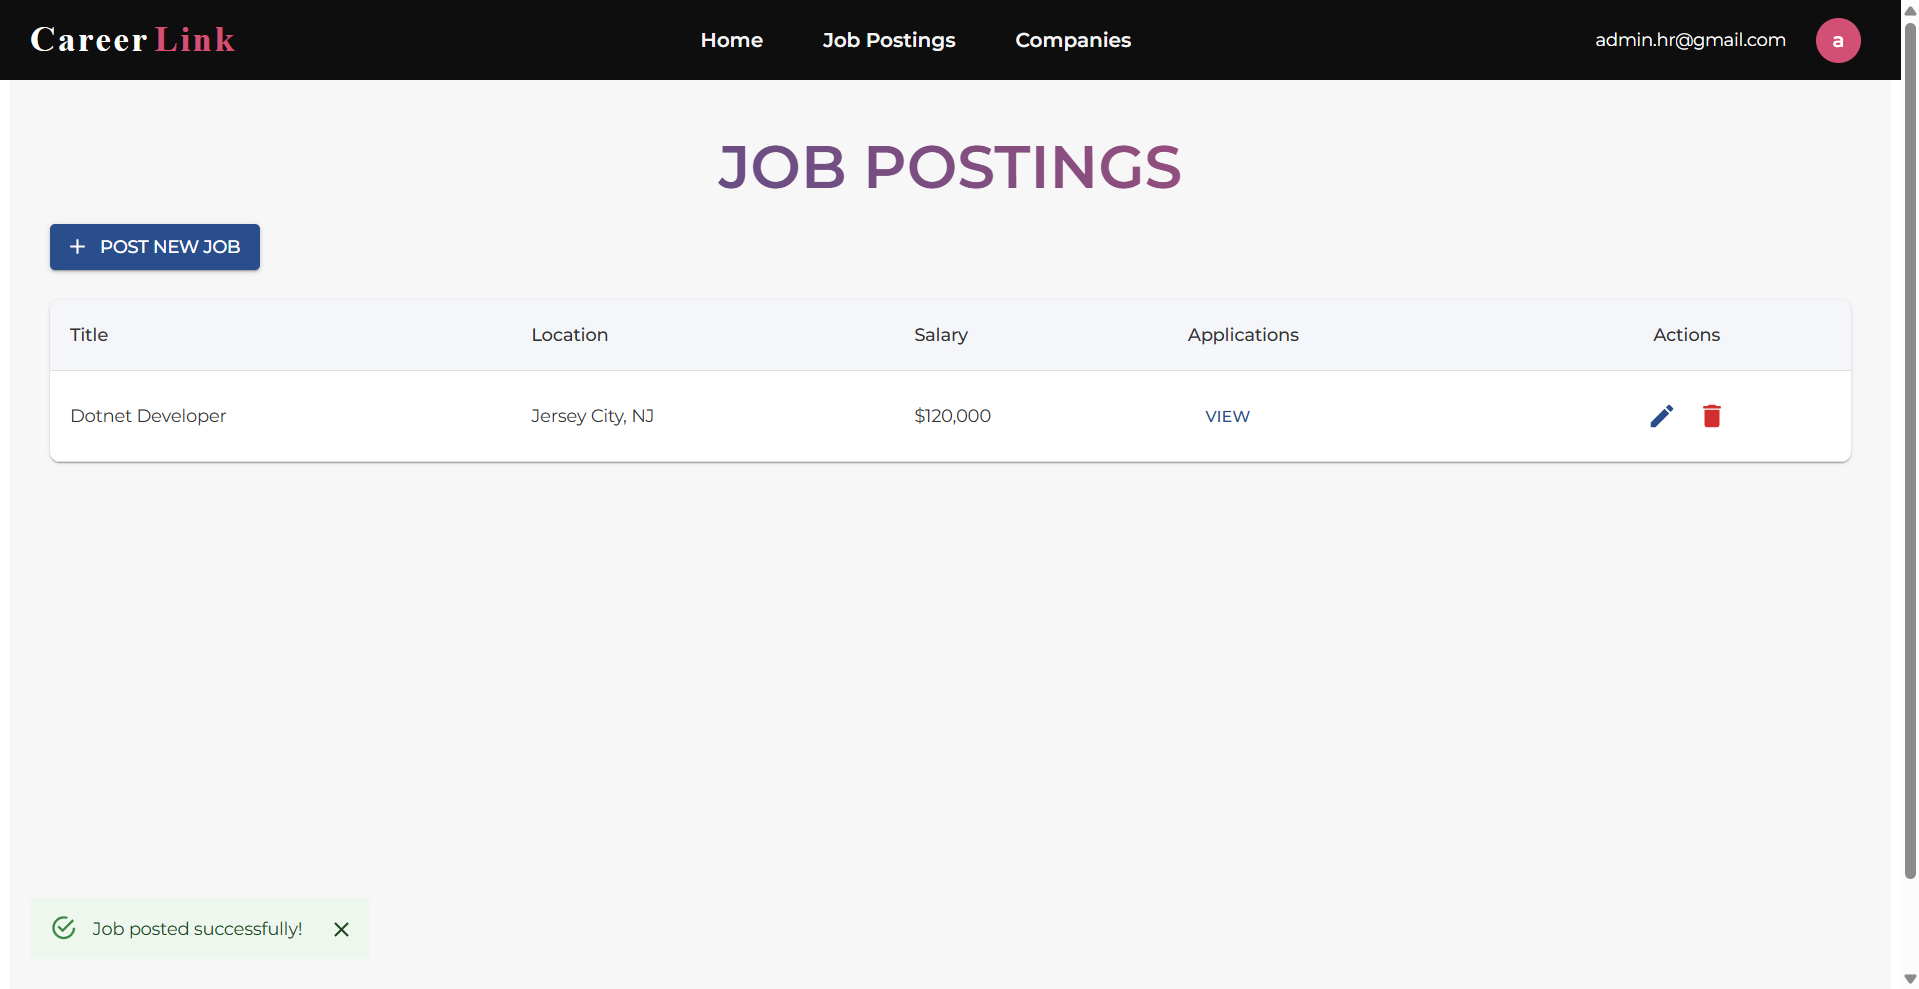 Career Link
Home Job Postings Companies
admin.hr@gmail.com a
JOB POSTINGS
+ POST NEW JOB
Title Location Salary Applications Actions
Dotnet Developer Jersey City, NJ $120,000 VIEW
Job posted successfully!